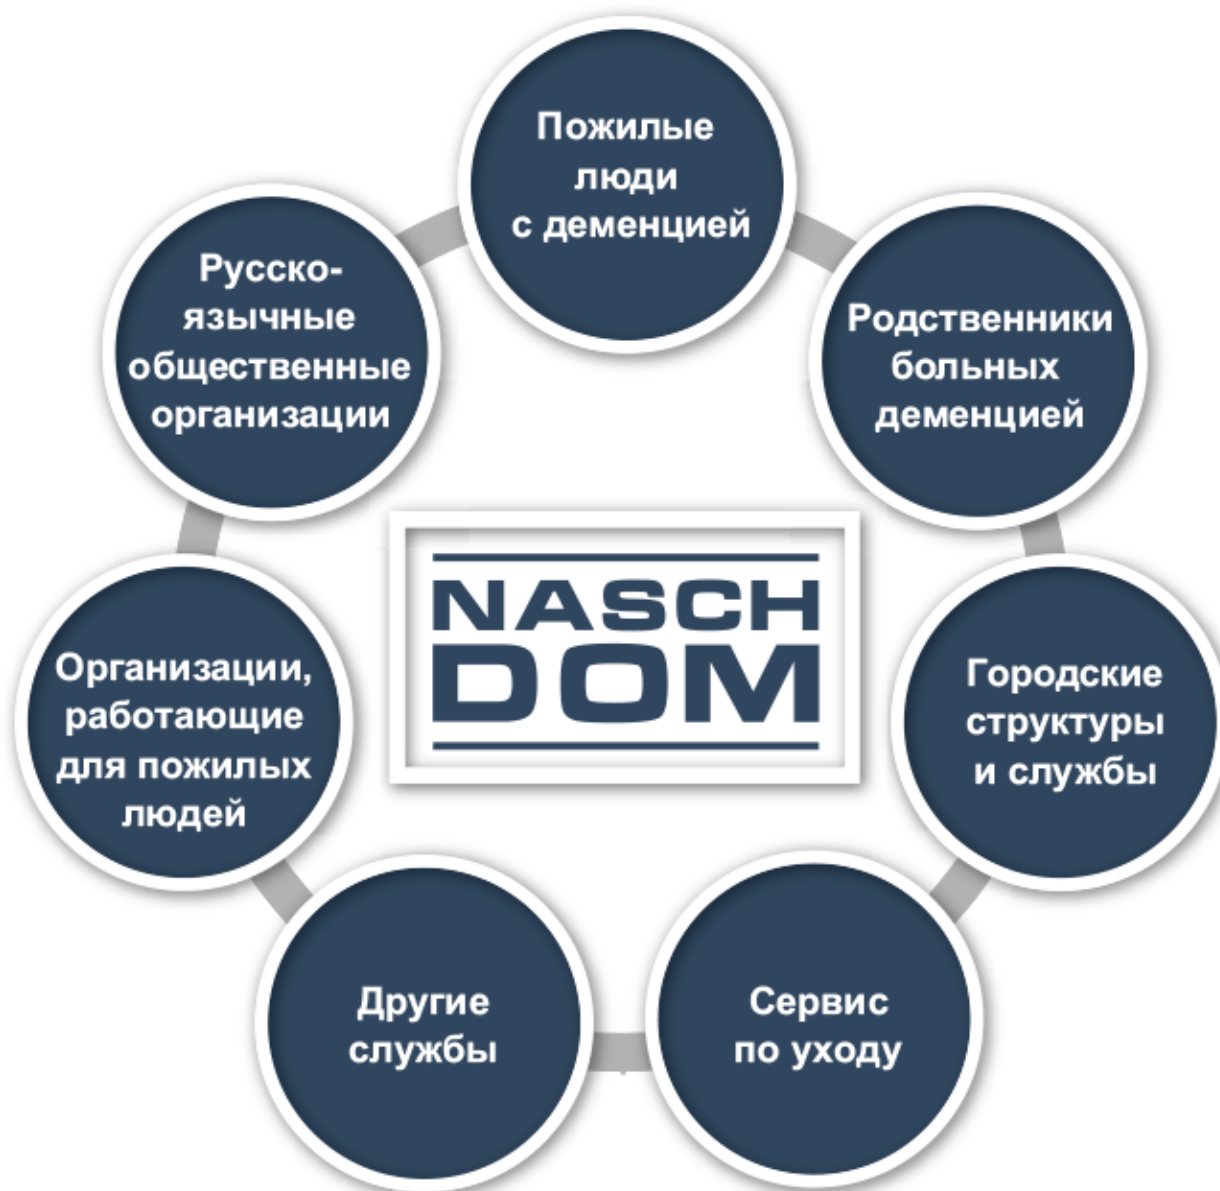 Пожилые
люди
с деменцией
Родственники
больных
деменцией
Городские
структуры
и службы
Сервис
по уходу
Другие
службы
Организации,
работающие
для пожилых
людей
Русско-
язычные
общественные
организации
NASCH
DOM